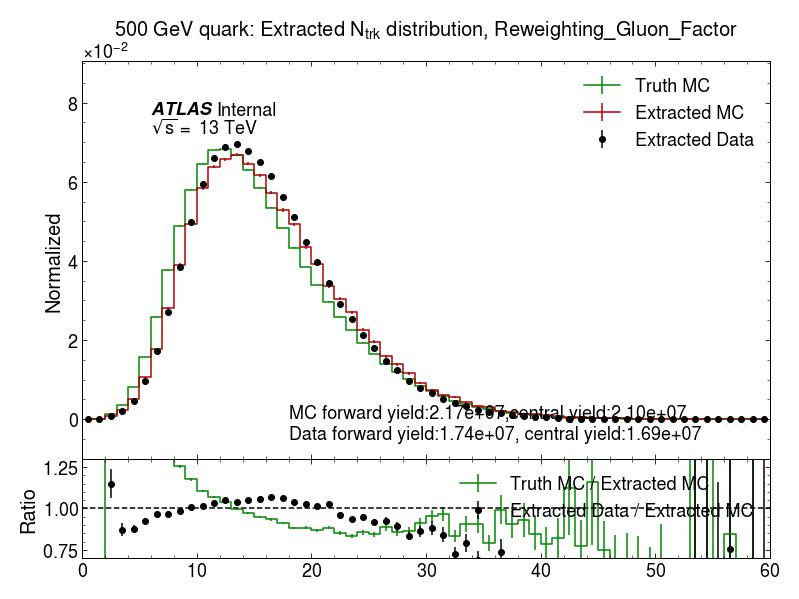 500 GeV quark: Extracted Ntrk distribution, Reweighting_Gluon_Factor
×10−2
ATLAS Internal
√s = 13 TeV
Truth MC
Extracted MC
Extracted Data
Normalized
8
6
4
2
0
MC forward yield:2.17e+07,central yield:2.10e+07
Data forward yield:1.74e+07, central yield:1.69e+07
Ratio
1.25
1.00
0.75
Truth MC / Extracted MC
Extracted Data / Extracted MC
0 10 20 30 40 50 60